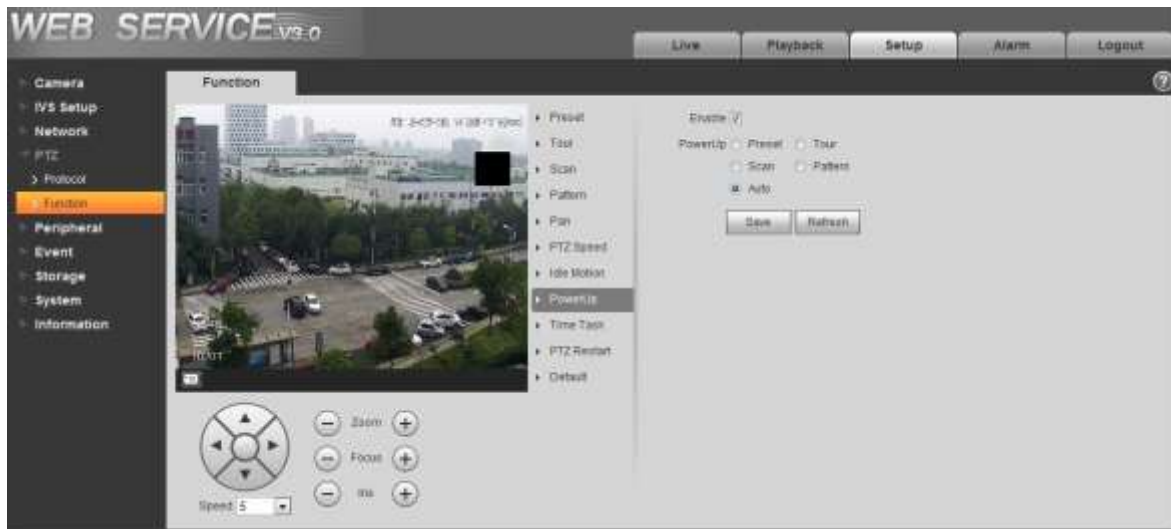 WEB SERVICE V3.0
Live
Playback
Setup
Alarm
Logout
Camera
IVS Setup
Network
PTZ
Protocol
Function
Peripheral
Event
Storage
System
Information
Function
Preset
Tour
Scan
Pattern
Pan
PTZ Speed
Idle Motion
PowerUp
Time Task
PTZ Restart
Default
Enable
PowerUp Preset Tour
Scan Pattern
Auto
Save Refresh
Zoom
Focus
Iris
Speed 5